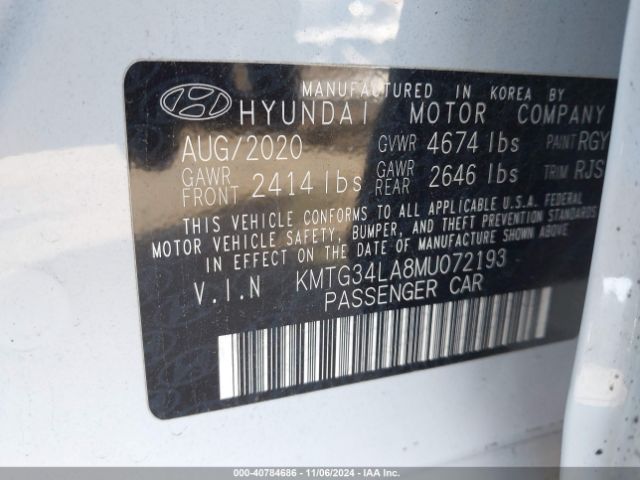 MANUFACTURED IN KOREA BY
HYUNDAI MOTOR COMPANY
AUG/2020 GVWR 4674 lbs PAINT RGY
GAWR FRONT 2414 lbs GAWR REAR 2646 lbs TRIM RJS
THIS VEHICLE CONFORMS TO ALL APPLICABLE U.S.A. FEDERAL
MOTOR VEHICLE SAFETY, BUMPER, AND THEFT PREVENTION STANDARDS
IN EFFECT ON THE DATE OF MANUFACTURE SHOWN ABOVE.
V.I.N KMTG34LA8MU072193
PASSENGER CAR
000-40784686 - 11/06/2024 - IAAI.com